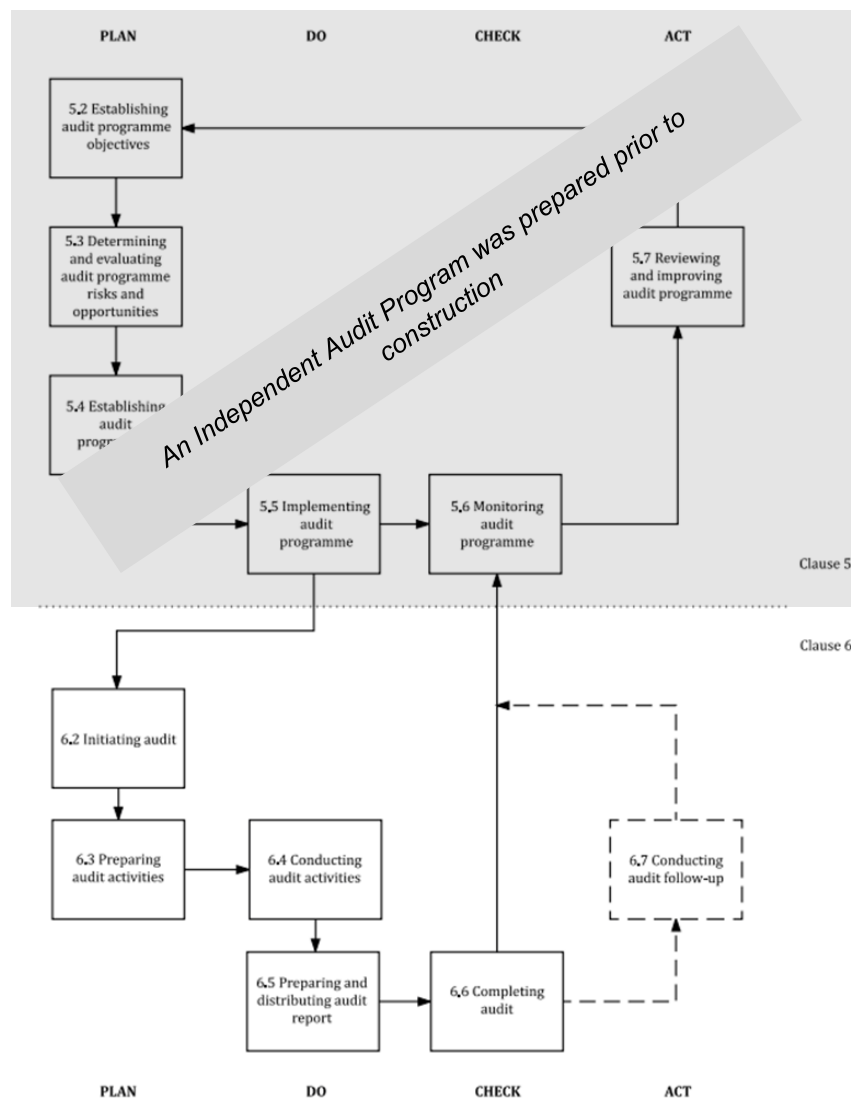 PLAN DO CHECK ACT
5.2 Establishing
audit programme
objectives
5.3 Determining
and evaluating
audit programme
risks and
opportunities
5.7 Reviewing
and improving
audit programme
An Independent Audit Program was prepared prior to
construction
5.4 Establishing
audit
5.5 Implementing
audit
programme
5.6 Monitoring
audit
programme
Clause 5
Clause 6
6.2 Initiating audit
6.3 Preparing
audit activities
6.4 Conducting
audit activities
6.7 Conducting
audit follow-up
6.5 Preparing and
distributing audit
report
6.6 Completing
audit
PLAN DO CHECK ACT